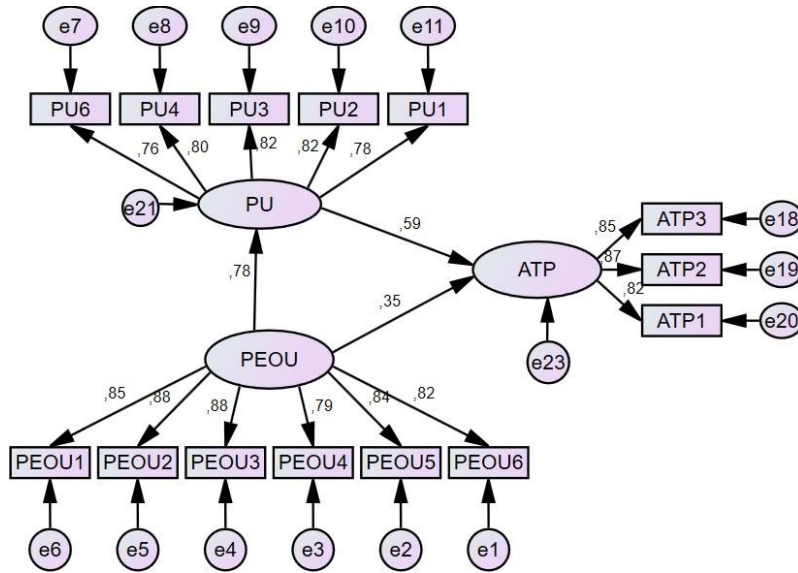 e7 e8 e9 e10 e11
PU6 PU4 PU3 PU2 PU1
,76 ,80 ,82 ,82 ,78
e21 PU
,59
,85 ATP3 e18
ATP ,87 ATP2 e19
,82 ATP1 e20
,78
,35
PEOU
e23
,85 ,88 ,88 ,79 ,84 ,82
PEOU1 PEOU2 PEOU3 PEOU4 PEOU5 PEOU6
e6 e5 e4 e3 e2 e1